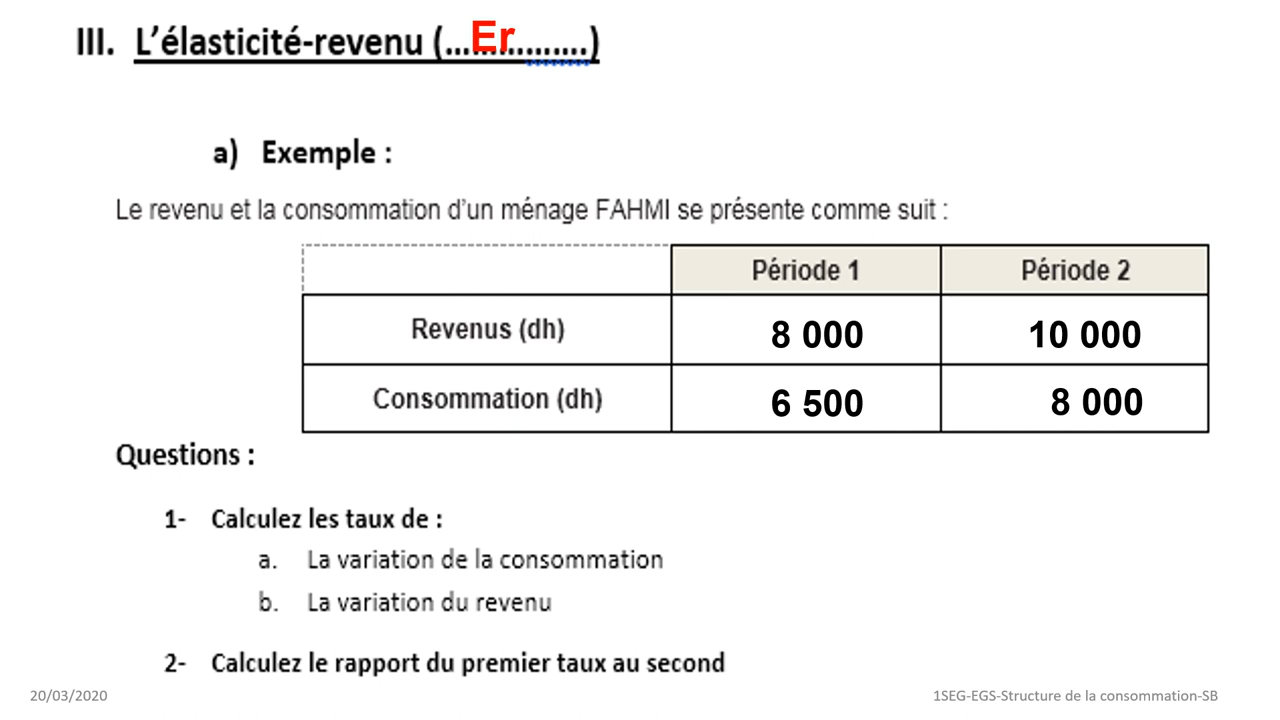 III. L'élasticité-revenu (...Er...............)
a) Exemple :
Le revenu et la consommation d'un ménage FAHMI se présente comme suit :
Période 1 Période 2
Revenus (dh) 8 000 10 000
Consommation (dh) 6 500 8 000
Questions :
1- Calculez les taux de :
a. La variation de la consommation
b. La variation du revenu
2- Calculez le rapport du premier taux au second
20/03/2020 1SEG-EGS-Structure de la consommation-SB